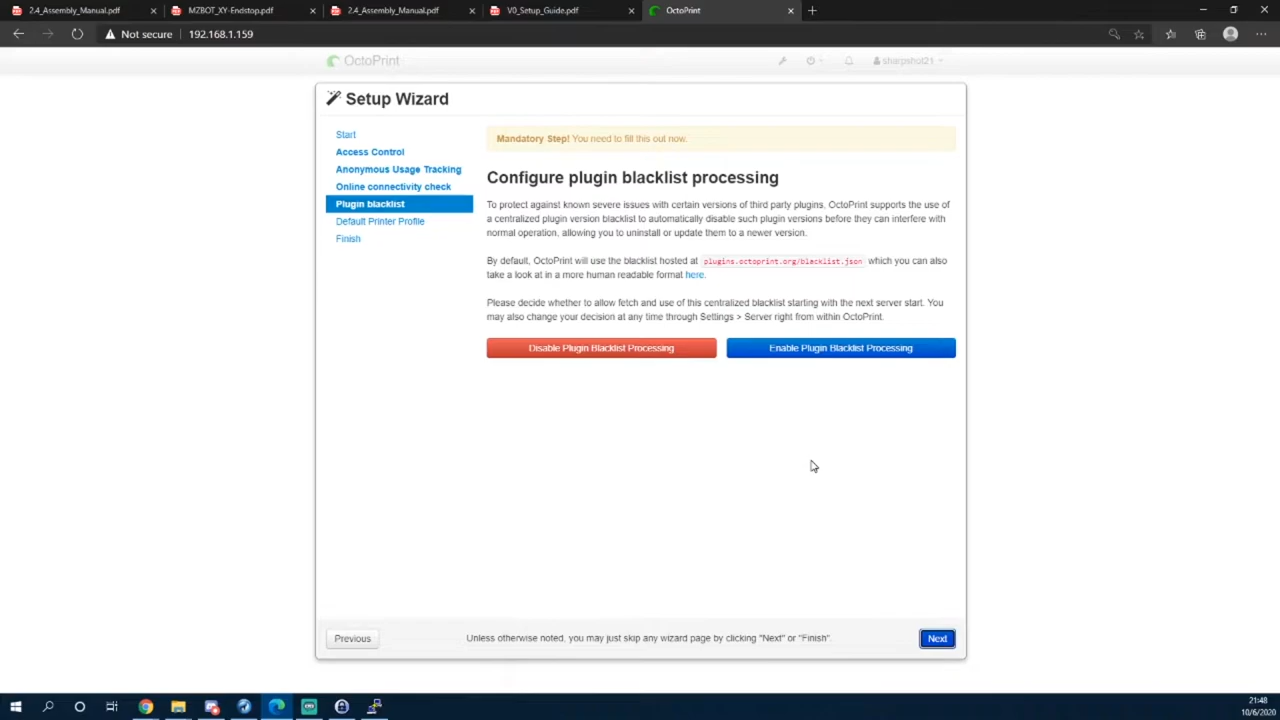 2.4_Assembly_Manual.pdf
MZBOT_XY-Endstop.pdf
2.4_Assembly_Manual.pdf
V0_Setup_Guide.pdf
OctoPrint
Not secure
192.168.1.159
OctoPrint
sharpshot21
Setup Wizard
Start
Access Control
Anonymous Usage Tracking
Online connectivity check
Plugin blacklist
Default Printer Profile
Finish
Mandatory Step! You need to fill this out now.
Configure plugin blacklist processing
To protect against known severe issues with certain versions of third party plugins, OctoPrint supports the use of
a centralized plugin version blacklist to automatically disable such plugin versions before they can interfere with
normal operation, allowing you to uninstall or update them to a newer version.
By default, OctoPrint will use the blacklist hosted at plugins.octoprint.org/blacklist.json which you can also
take a look at in a more human readable format here.
Please decide whether to allow fetch and use of this centralized blacklist starting with the next server start. You
may also change your decision at any time through Settings > Server right from within OctoPrint.
Disable Plugin Blacklist Processing
Enable Plugin Blacklist Processing
Previous
Unless otherwise noted, you may just skip any wizard page by clicking "Next" or "Finish".
Next
21:48
10/6/2020